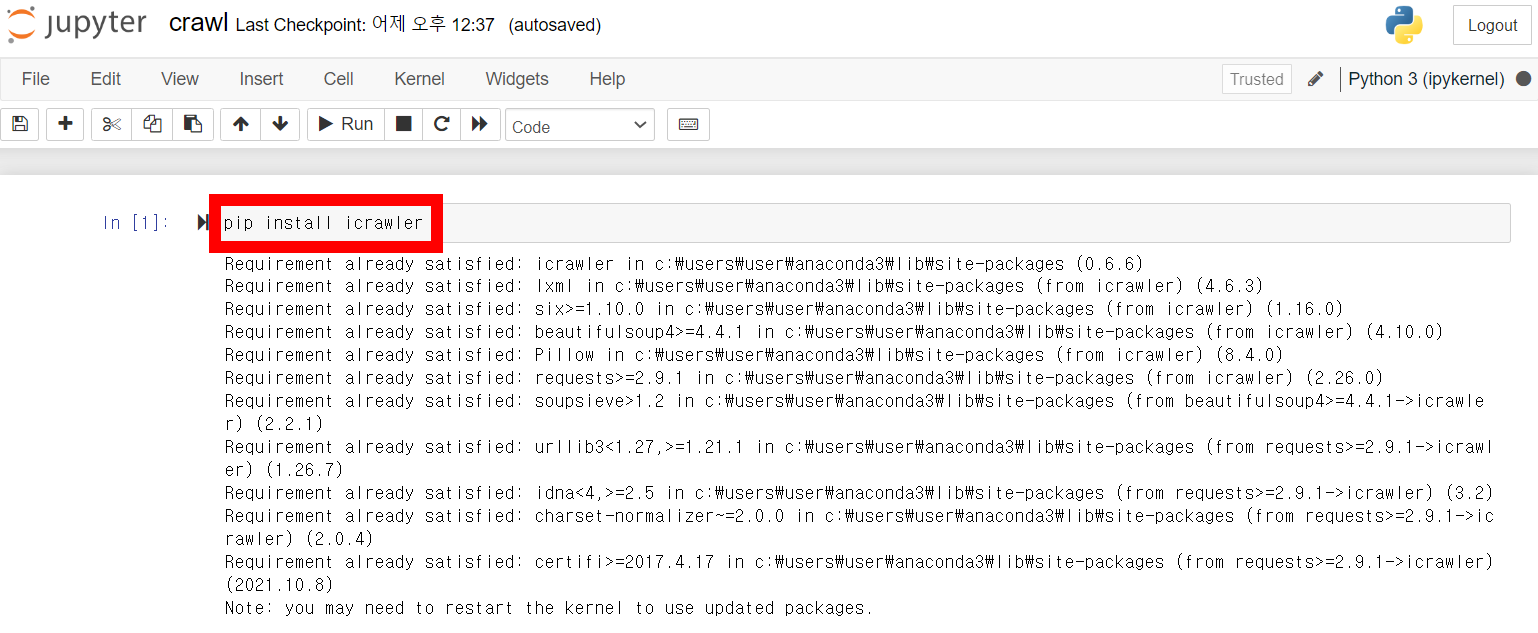 jupyter crawl Last Checkpoint: 어제 오후 12:37 (autosaved) Logout
File Edit View Insert Cell Kernel Widgets Help Trusted Python 3 (ipykernel)
Run Code
In [1]: pip install icrawler
Requirement already satisfied: icrawler in c:₩users₩user₩anaconda3₩lib₩site-packages (0.6.6)
Requirement already satisfied: lxml in c:₩users₩user₩anaconda3₩lib₩site-packages (from icrawler) (4.6.3)
Requirement already satisfied: six>=1.10.0 in c:₩users₩user₩anaconda3₩lib₩site-packages (from icrawler) (1.16.0)
Requirement already satisfied: beautifulsoup4>=4.4.1 in c:₩users₩user₩anaconda3₩lib₩site-packages (from icrawler) (4.10.0)
Requirement already satisfied: Pillow in c:₩users₩user₩anaconda3₩lib₩site-packages (from icrawler) (8.4.0)
Requirement already satisfied: requests>=2.9.1 in c:₩users₩user₩anaconda3₩lib₩site-packages (from icrawler) (2.26.0)
Requirement already satisfied: soupsieve>1.2 in c:₩users₩user₩anaconda3₩lib₩site-packages (from beautifulsoup4>=4.4.1->icrawle
r) (2.2.1)
Requirement already satisfied: urllib3<1.27,>=1.21.1 in c:₩users₩user₩anaconda3₩lib₩site-packages (from requests>=2.9.1->icrawl
er) (1.26.7)
Requirement already satisfied: idna<4,>=2.5 in c:₩users₩user₩anaconda3₩lib₩site-packages (from requests>=2.9.1->icrawler) (3.2)
Requirement already satisfied: charset-normalizer~=2.0.0 in c:₩users₩user₩anaconda3₩lib₩site-packages (from requests>=2.9.1->ic
rawler) (2.0.4)
Requirement already satisfied: certifi>=2017.4.17 in c:₩users₩user₩anaconda3₩lib₩site-packages (from requests>=2.9.1->icrawler)
(2021.10.8)
Note: you may need to restart the kernel to use updated packages.